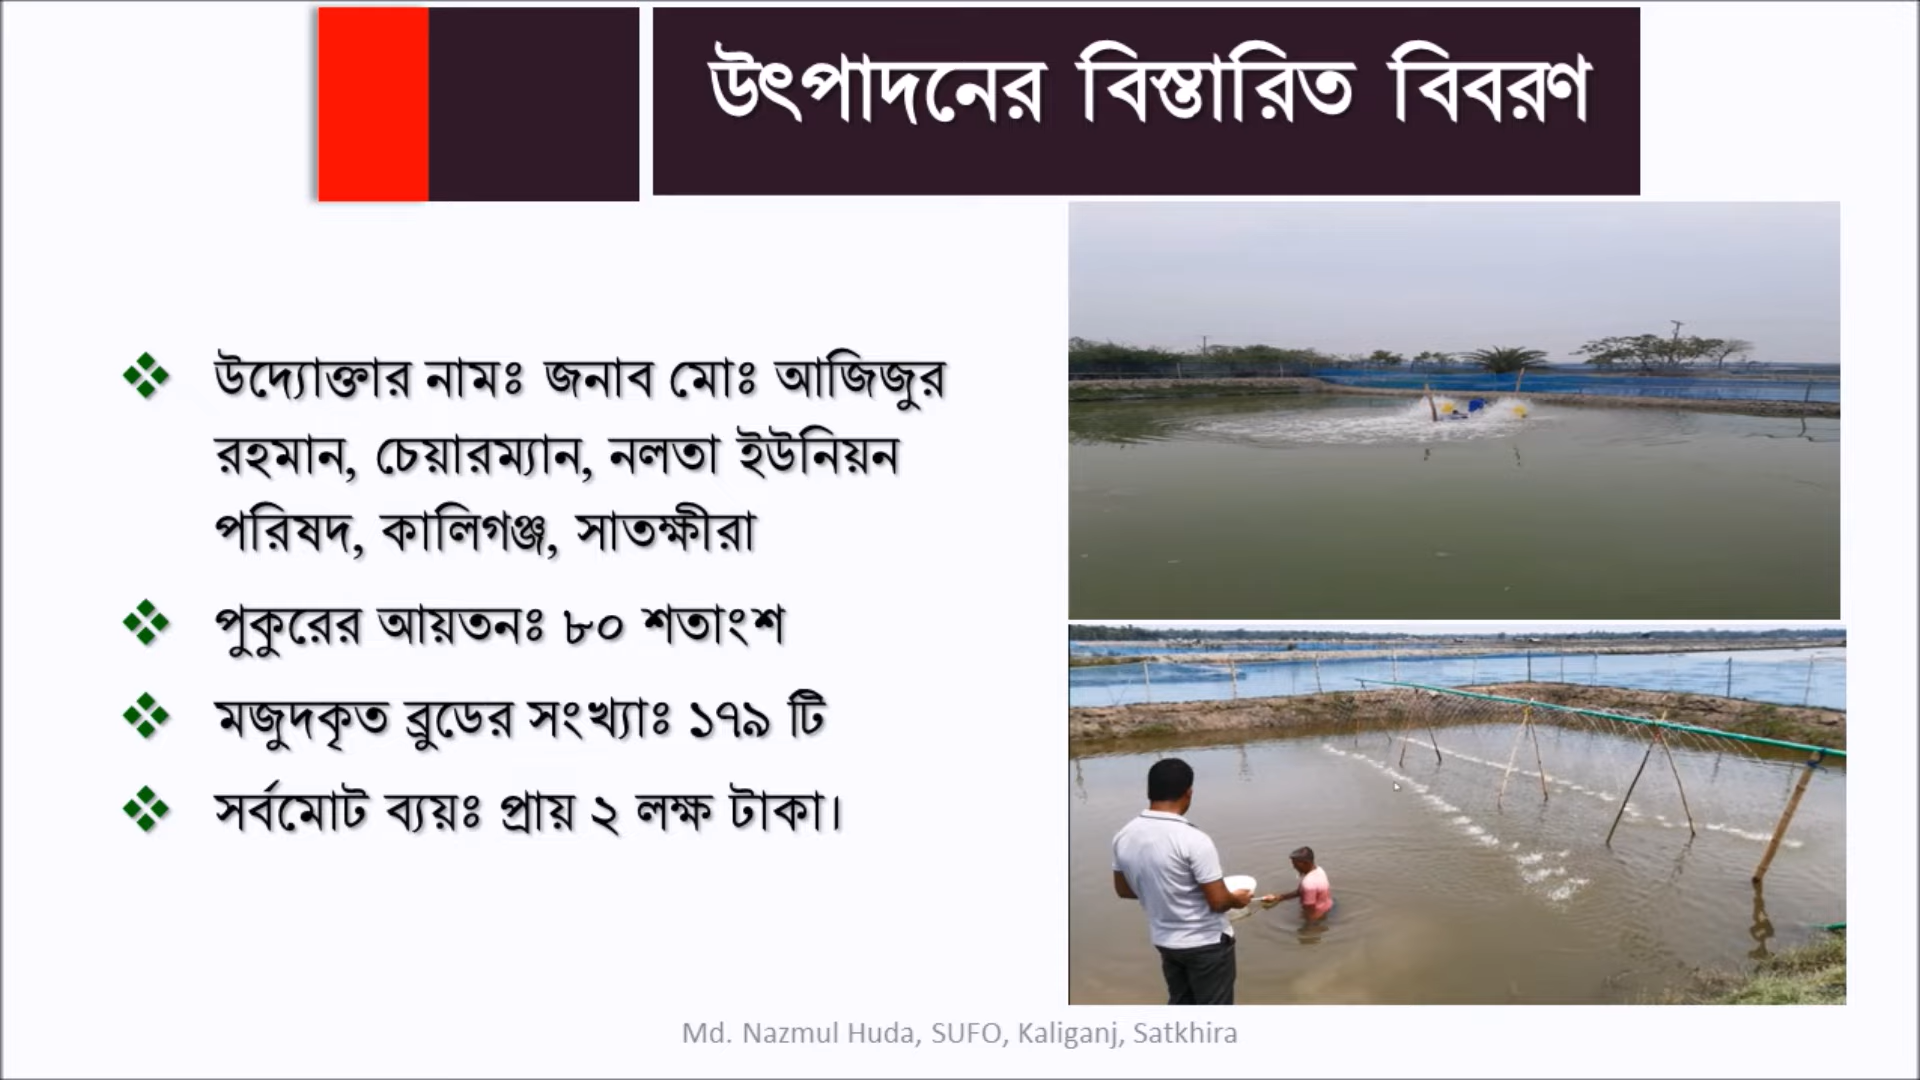 উৎপাদনের বিস্তারিত বিবরণ
উদ্যোক্তার নামঃ জনাব মোঃ আজিজুর
রহমান, চেয়ারম্যান, নলতা ইউনিয়ন
পরিষদ, কালিগঞ্জ, সাতক্ষীরা
পুকুরের আয়তনঃ ৮০ শতাংশ
মজুদকৃত ব্রুডের সংখ্যাঃ ১৭৯ টি
সর্বমোট ব্যয়ঃ প্রায় ২ লক্ষ টাকা।
Md. Nazmul Huda, SUFO, Kaliganj, Satkhira